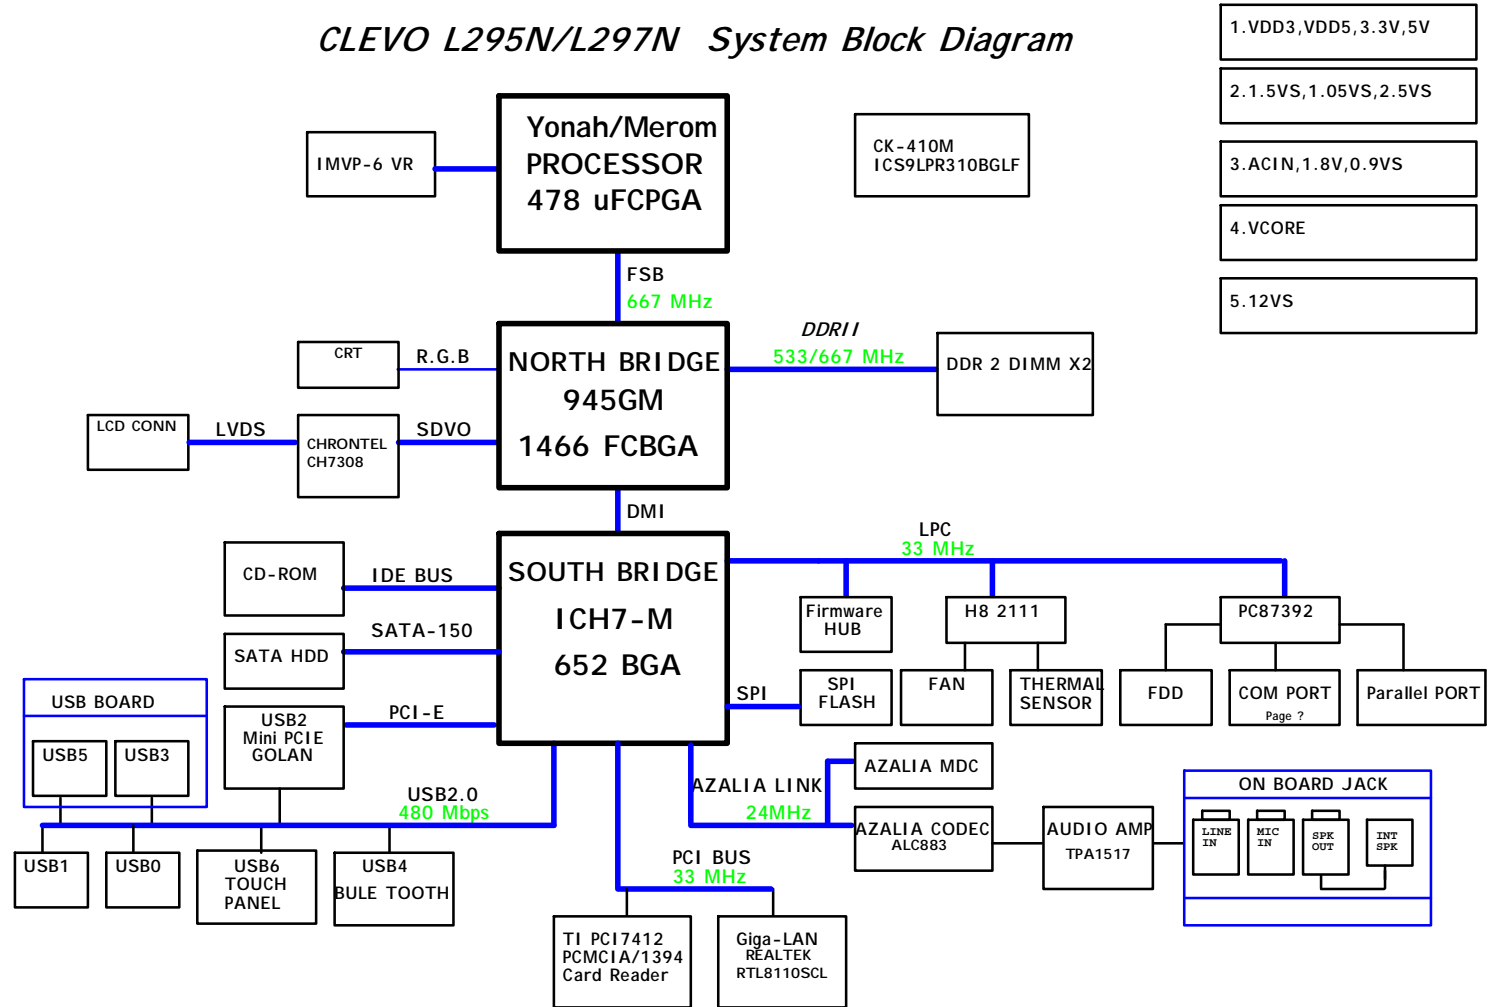 CLEVO L295N/L297N System Block Diagram
1.VDD3,VDD5,3.3V,5V
2.1.5VS,1.05VS,2.5VS
3.ACIN,1.8V,0.9VS
4.VCORE
5.12VS
IMVP-6 VR
Yonah/Merom
PROCESSOR
478 uFCPGA
CK-410M
ICS9LPR310BGLF
FSB
667 MHz
CRT
R.G.B
NORTH BRIDGE
945GM
1466 FCBGA
DDRII
533/667 MHz
DDR 2 DIMM X2
LCD CONN
LVDS
CHRONTEL
CH7308
SDVO
DMI
CD-ROM
IDE BUS
SOUTH BRIDGE
ICH7-M
652 BGA
LPC
33 MHz
SATA HDD
SATA-150
Firmware
HUB
H8 2111
PC87392
SPI
SPI
FLASH
FAN
THERMAL
SENSOR
FDD
COM PORT
Page ?
Parallel PORT
USB BOARD
USB5
USB3
USB2
Mini PCIE
GOLAN
PCI-E
USB2.0
480 Mbps
USB1
USB0
USB6
TOUCH
PANEL
USB4
BULE TOOTH
AZALIA LINK
24MHz
AZALIA MDC
AZALIA CODEC
ALC883
AUDIO AMP
TPA1517
ON BOARD JACK
LINE
IN
MIC
IN
SPK
OUT
INT
SPK
PCI BUS
33 MHz
TI PCI7412
PCMCIA/1394
Card Reader
Giga-LAN
REALTEK
RTL8110SCL